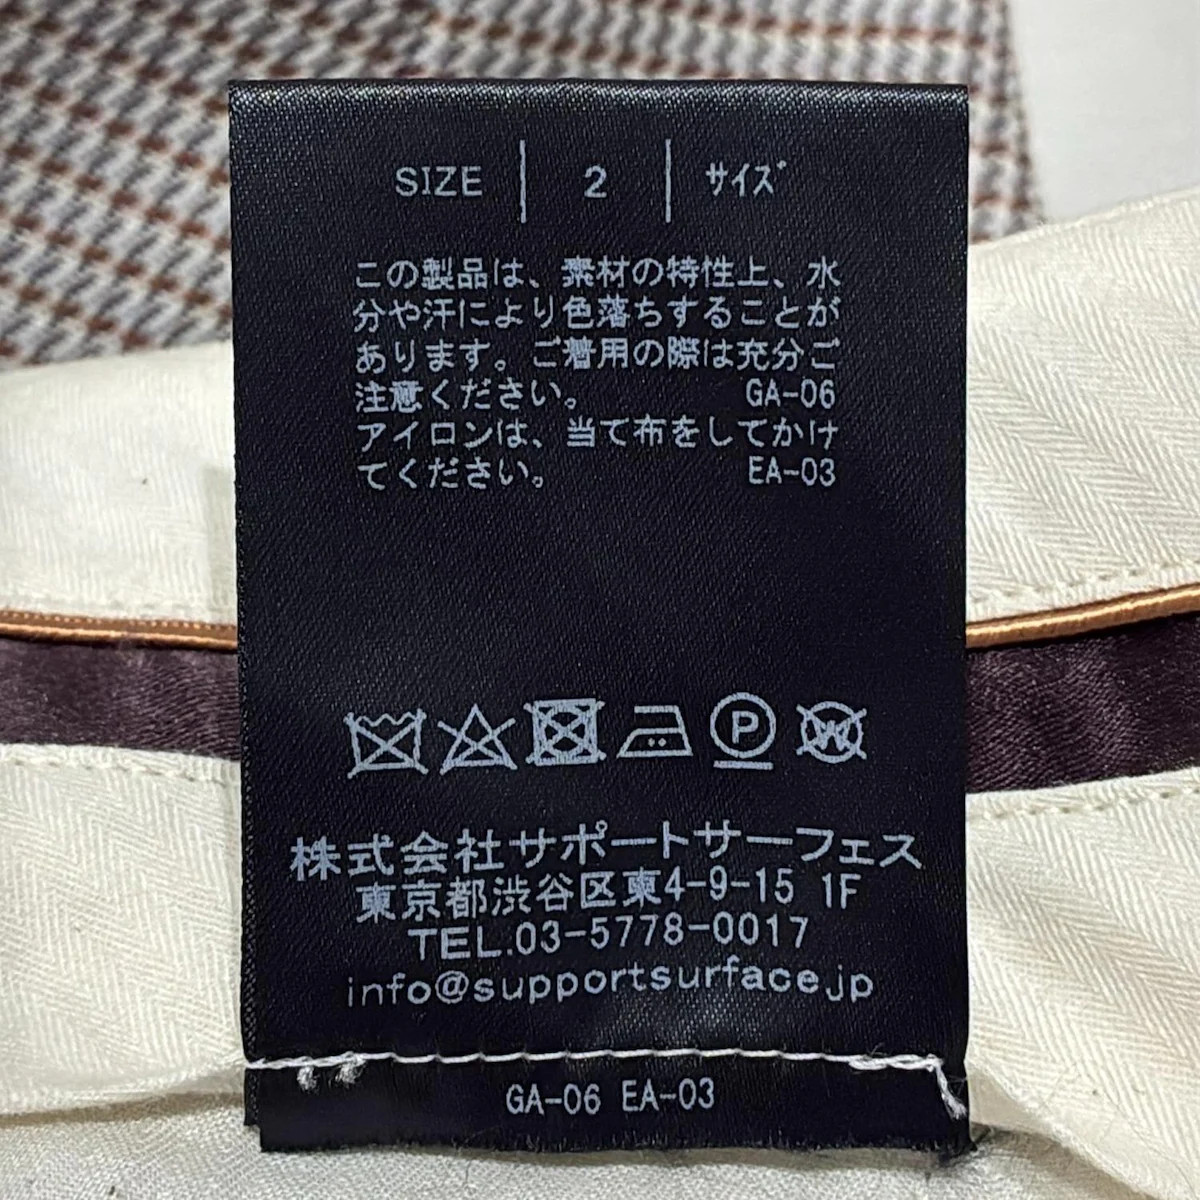 SIZE | 2 | サイズ
この製品は、素材の特性上、水
分や汗により色落ちすることが
あります。ご着用の際は充分ご
注意ください。 GA-06
アイロンは、当て布をしてかけ
てください。 EA-03
P W
株式会社サポートサーフェス
東京都渋谷区東4-9-15 1F
TEL.03-5778-0017
info@supportsurface.jp
GA-06 EA-03